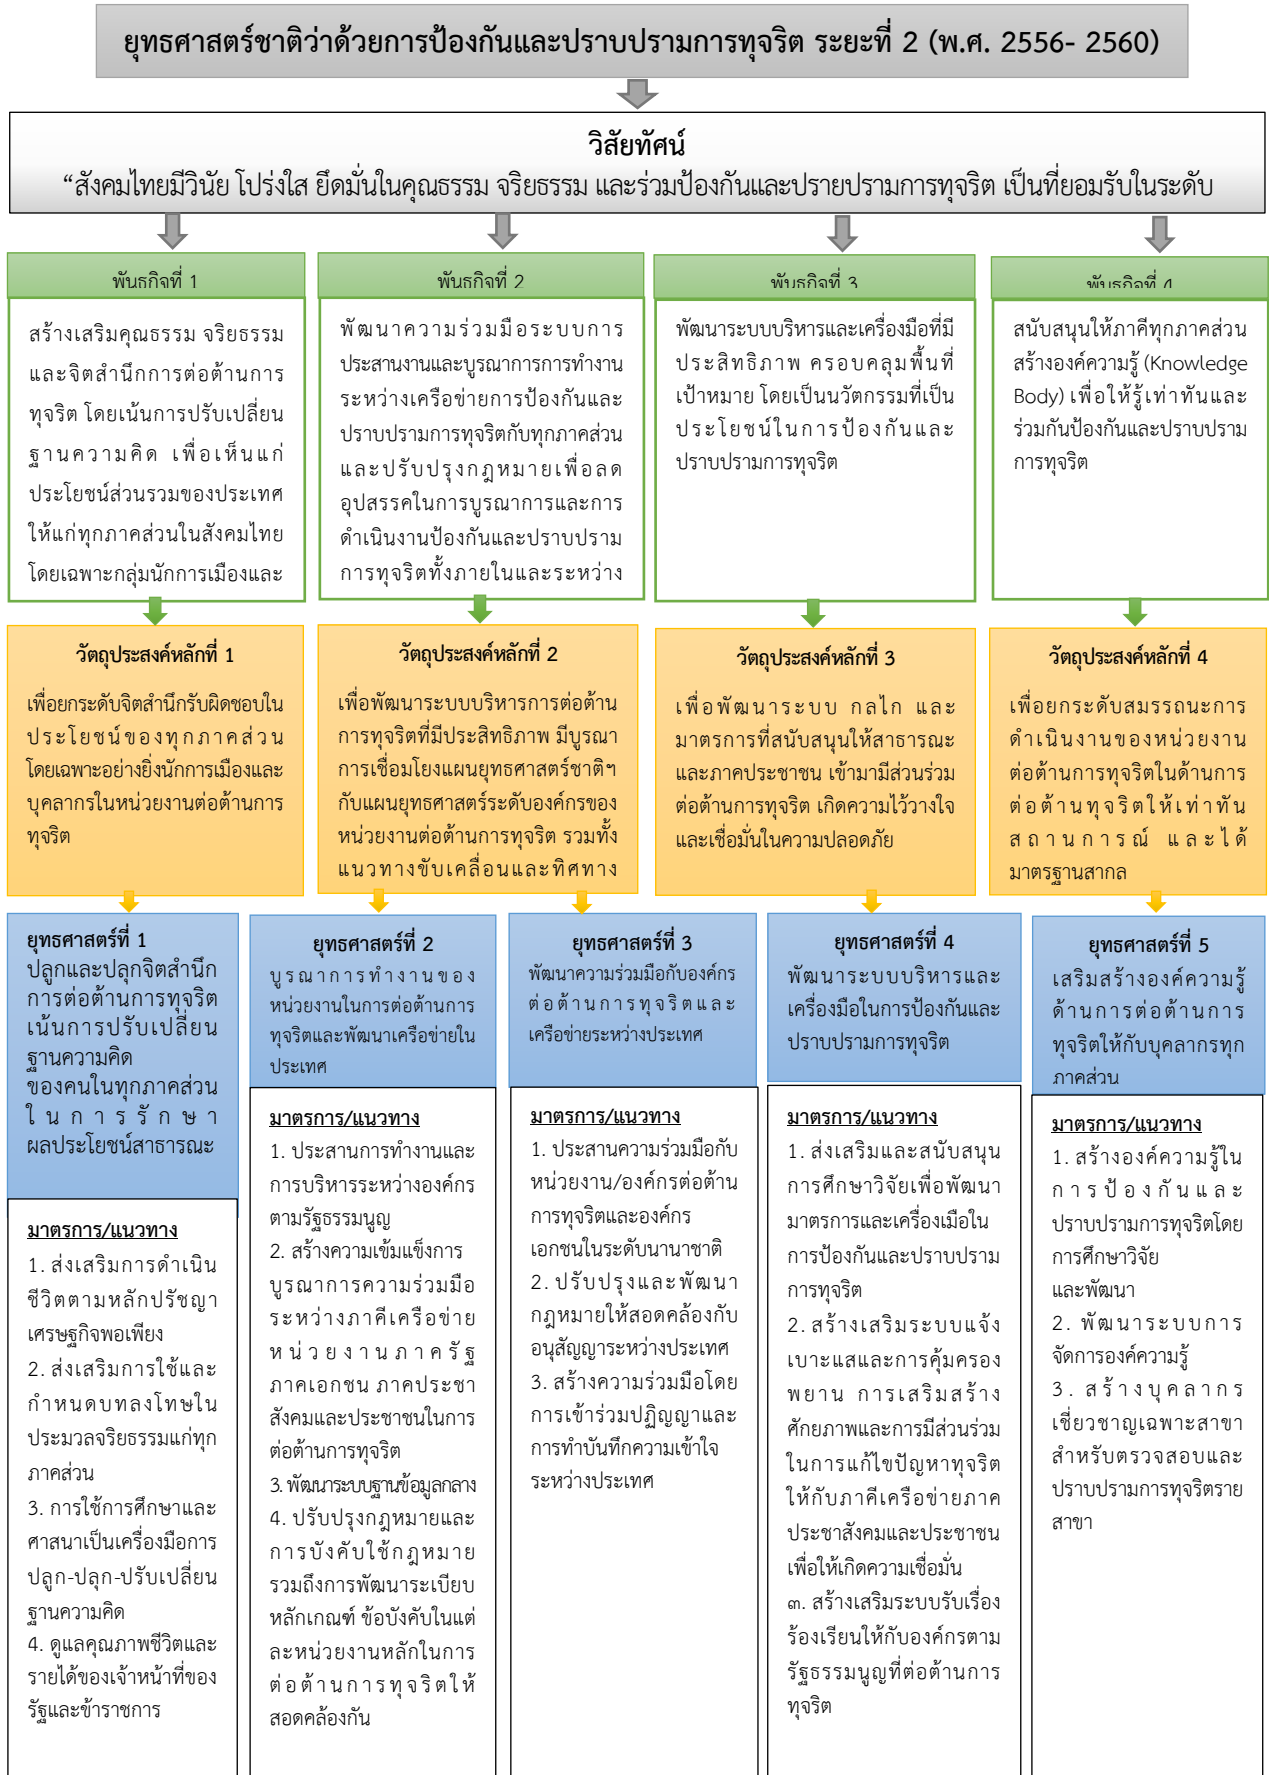 ยุทธศาสตร์ชาติว่าด้วยการป้องกันและปราบปรามการทุจริต ระยะที่ 2 (พ.ศ. 2556- 2560)
วิสัยทัศน์
“สังคมไทยมีวินัย โปร่งใส ยึดมั่นในคุณธรรม จริยธรรม และร่วมป้องกันและปรายปรามการทุจริต เป็นที่ยอมรับในระดับ
พันธกิจที่ 1
สร้างเสริมคุณธรรม จริยธรรม
และจิตสำนึกการต่อต้านการ
ทุจริต โดยเน้นการปรับเปลี่ยน
ฐานความคิด เพื่อเห็นแก่
ประโยชน์ส่วนรวมของประเทศ
ให้แก่ทุกภาคส่วนในสังคมไทย
โดยเฉพาะกลุ่มนักการเมืองและ
พันธกิจที่ 2
พัฒนาความร่วมมือระบบการ
ประสานงานและบูรณาการการทำงาน
ระหว่างเครือข่ายการป้องกันและ
ปราบปรามการทุจริตกับทุกภาคส่วน
และปรับปรุงกฎหมายเพื่อลด
อุปสรรคในการบูรณาการและการ
ดำเนินงานป้องกันและปราบปราม
การทุจริตทั้งภายในและระหว่าง
พันธกิจที่ 3
พัฒนาระบบบริหารและเครื่องมือที่มี
ประสิทธิภาพ ครอบคลุมพื้นที่
เป้าหมาย โดยเป็นนวัตกรรมที่เป็น
ประโยชน์ในการป้องกันและ
ปราบปรามการทุจริต
พันธกิจที่ 4
สนับสนุนให้ภาคีทุกภาคส่วน
สร้างองค์ความรู้ (Knowledge
Body) เพื่อให้รู้เท่าทันและ
ร่วมกันป้องกันและปราบปราม
การทุจริต
วัตถุประสงค์หลักที่ 1
เพื่อยกระดับจิตสำนึกรับผิดชอบใน
ประโยชน์ของทุกภาคส่วน
โดยเฉพาะอย่างยิ่งนักการเมืองและ
บุคลากรในหน่วยงานต่อต้านการ
ทุจริต
วัตถุประสงค์หลักที่ 2
เพื่อพัฒนาระบบบริหารการต่อต้าน
การทุจริตที่มีประสิทธิภาพ มีบูรณา
การเชื่อมโยงแผนยุทธศาสตร์ชาติฯ
กับแผนยุทธศาสตร์ระดับองค์กรของ
หน่วยงานต่อต้านการทุจริต รวมทั้ง
แนวทางขับเคลื่อนและทิศทาง
วัตถุประสงค์หลักที่ 3
เพื่อพัฒนาระบบ กลไก และ
มาตรการที่สนับสนุนให้สาธารณะ
และภาคประชาชน เข้ามามีส่วนร่วม
ต่อต้านการทุจริต เกิดความไว้วางใจ
และเชื่อมั่นในความปลอดภัย
วัตถุประสงค์หลักที่ 4
เพื่อยกระดับสมรรถนะการ
ดำเนินงานของหน่วยงาน
ต่อต้านการทุจริตในด้านการ
ต่อต้านทุจริตให้เท่าทัน
สถานการณ์ และได้
มาตรฐานสากล
ยุทธศาสตร์ที่ 1
ปลูกและปลุกจิตสำนึก
การต่อต้านการทุจริต
เน้นการปรับเปลี่ยน
ฐานความคิด
ของคนในทุกภาคส่วน
ในการรักษา
ผลประโยชน์สาธารณะ
มาตรการ/แนวทาง
1. ส่งเสริมการดำเนิน
ชีวิตตามหลักปรัชญา
เศรษฐกิจพอเพียง
2. ส่งเสริมการใช้และ
กำหนดบทลงโทษใน
ประมวลจริยธรรมแก่ทุก
ภาคส่วน
3. การใช้การศึกษาและ
ศาสนาเป็นเครื่องมือการ
ปลูก-ปลุก-ปรับเปลี่ยน
ฐานความคิด
4. ดูแลคุณภาพชีวิตและ
รายได้ของเจ้าหน้าที่ของ
รัฐและข้าราชการ
ยุทธศาสตร์ที่ 2
บูรณาการทำงานของ
หน่วยงานในการต่อต้านการ
ทุจริตและพัฒนาเครือข่ายใน
ประเทศ
มาตรการ/แนวทาง
1. ประสานการทำงานและ
การบริหารระหว่างองค์กร
ตามรัฐธรรมนูญ
2. สร้างความเข้มแข็งการ
บูรณาการความร่วมมือ
ระหว่างภาคีเครือข่าย
หน่วยงานภาครัฐ
ภาคเอกชน ภาคประชา
สังคมและประชาชนในการ
ต่อต้านการทุจริต
3. พัฒนาระบบฐานข้อมูลกลาง
4. ปรับปรุงกฎหมายและ
การบังคับใช้กฎหมาย
รวมถึงการพัฒนาระเบียบ
หลักเกณฑ์ ข้อบังคับในแต่
ละหน่วยงานหลักในการ
ต่อต้านการทุจริตให้
สอดคล้องกัน
ยุทธศาสตร์ที่ 3
พัฒนาความร่วมมือกับองค์กร
ต่อต้านการทุจริตและ
เครือข่ายระหว่างประเทศ
มาตรการ/แนวทาง
1. ประสานความร่วมมือกับ
หน่วยงาน/องค์กรต่อต้าน
การทุจริตและองค์กร
เอกชนในระดับนานาชาติ
2. ปรับปรุงและพัฒนา
กฎหมายให้สอดคล้องกับ
อนุสัญญาระหว่างประเทศ
3. สร้างความร่วมมือโดย
การเข้าร่วมปฏิญญาและ
การทำบันทึกความเข้าใจ
ระหว่างประเทศ
ยุทธศาสตร์ที่ 4
พัฒนาระบบบริหารและ
เครื่องมือในการป้องกันและ
ปราบปรามการทุจริต
มาตรการ/แนวทาง
1. ส่งเสริมและสนับสนุน
การศึกษาวิจัยเพื่อพัฒนา
มาตรการและเครื่องเมือใน
การป้องกันและปราบปราม
การทุจริต
2. สร้างเสริมระบบแจ้ง
เบาะแสและการคุ้มครอง
พยาน การเสริมสร้าง
ศักยภาพและการมีส่วนร่วม
ในการแก้ไขปัญหาทุจริต
ให้กับภาคีเครือข่ายภาค
ประชาสังคมและประชาชน
เพื่อให้เกิดความเชื่อมั่น
๓. สร้างเสริมระบบรับเรื่อง
ร้องเรียนให้กับองค์กรตาม
รัฐธรรมนูญที่ต่อต้านการ
ทุจริต
ยุทธศาสตร์ที่ 5
เสริมสร้างองค์ความรู้
ด้านการต่อต้านการ
ทุจริตให้กับบุคลากรทุก
ภาคส่วน
มาตรการ/แนวทาง
1. สร้างองค์ความรู้ใน
การป้องกันและ
ปราบปรามการทุจริตโดย
การศึกษาวิจัย
และพัฒนา
2. พัฒนาระบบการ
จัดการองค์ความรู้
3. สร้างบุคลากร
เชี่ยวชาญเฉพาะสาขา
สำหรับตรวจสอบและ
ปราบปรามการทุจริตราย
สาขา